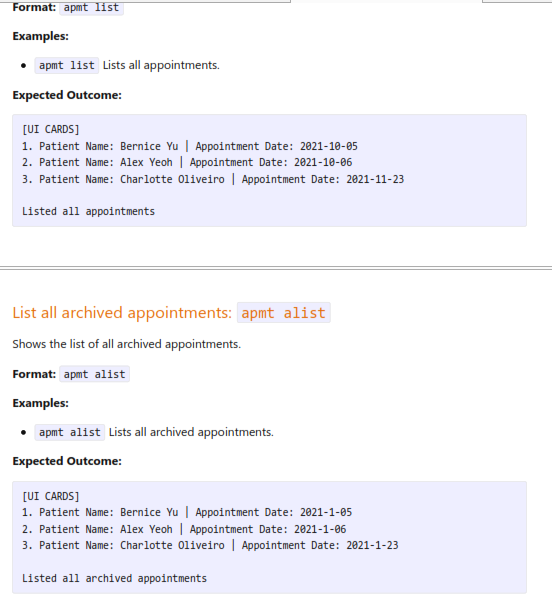 Format: apmt list
Examples:
• apmt list Lists all appointments.
Expected Outcome:
[UI CARDS]
1. Patient Name: Bernice Yu | Appointment Date: 2021-10-05
2. Patient Name: Alex Yeoh | Appointment Date: 2021-10-06
3. Patient Name: Charlotte Oliveiro | Appointment Date: 2021-11-23
Listed all appointments
List all archived appointments: apmt alist
Shows the list of all archived appointments.
Format: apmt alist
Examples:
• apmt alist Lists all archived appointments.
Expected Outcome:
[UI CARDS]
1. Patient Name: Bernice Yu | Appointment Date: 2021-1-05
2. Patient Name: Alex Yeoh | Appointment Date: 2021-1-06
3. Patient Name: Charlotte Oliveiro | Appointment Date: 2021-1-23
Listed all archived appointments